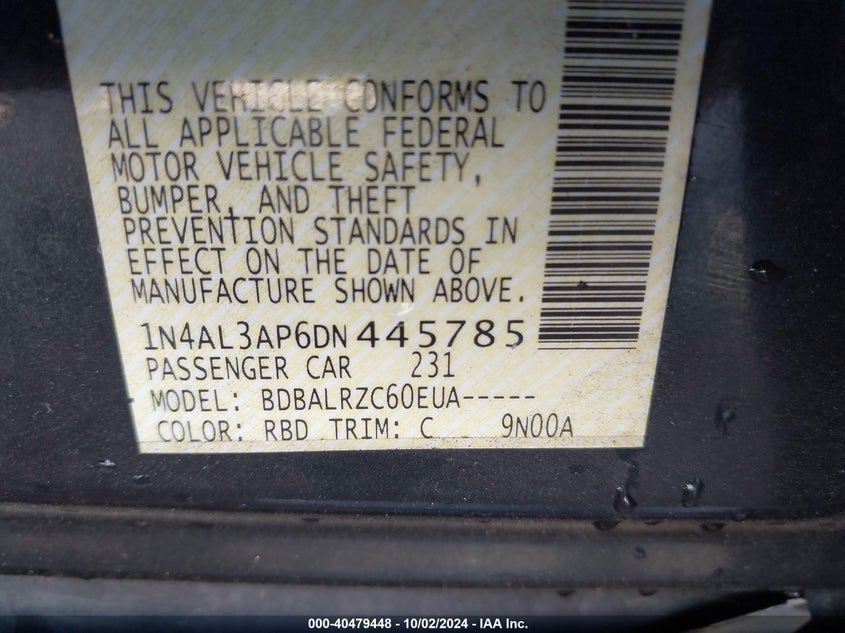 THIS VEHICLE CONFORMS TO
ALL APPLICABLE FEDERAL
MOTOR VEHICLE SAFETY,
BUMPER, AND THEFT
PREVENTION STANDARDS IN
EFFECT ON THE DATE OF
MANUFACTURE SHOWN ABOVE.
1N4AL3AP6DN445785
PASSENGER CAR 231
MODEL: BDBALRZC60EUA-----
COLOR: RBD TRIM: C 9N00A
000-40479448 - 10/02/2024 - IAA Inc.